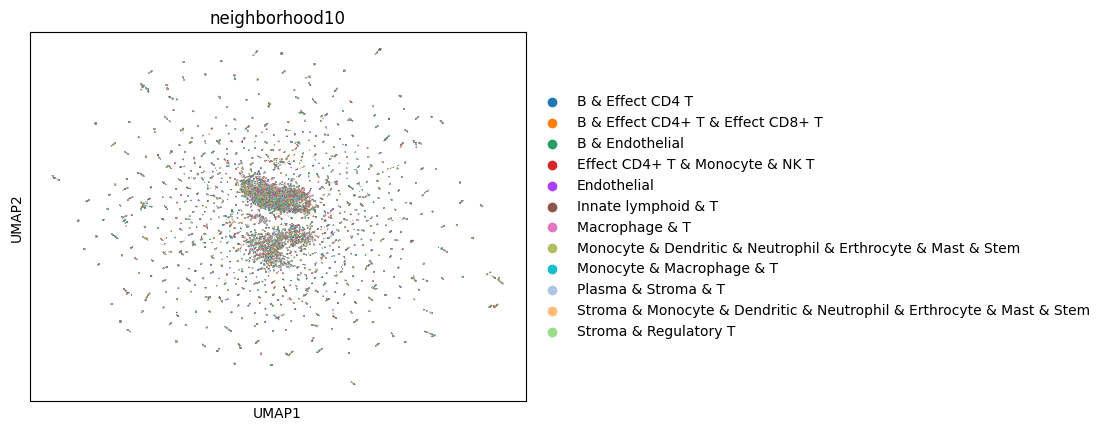 neighborhood10
UMAP2
UMAP1
B & Effect CD4 T
B & Effect CD4+ T & Effect CD8+ T
B & Endothelial
Effect CD4+ T & Monocyte & NK T
Endothelial
Innate lymphoid & T
Macrophage & T
Monocyte & Dendritic & Neutrophil & Erthrocyte & Mast & Stem
Monocyte & Macrophage & T
Plasma & Stroma & T
Stroma & Monocyte & Dendritic & Neutrophil & Erthrocyte & Mast & Stem
Stroma & Regulatory T